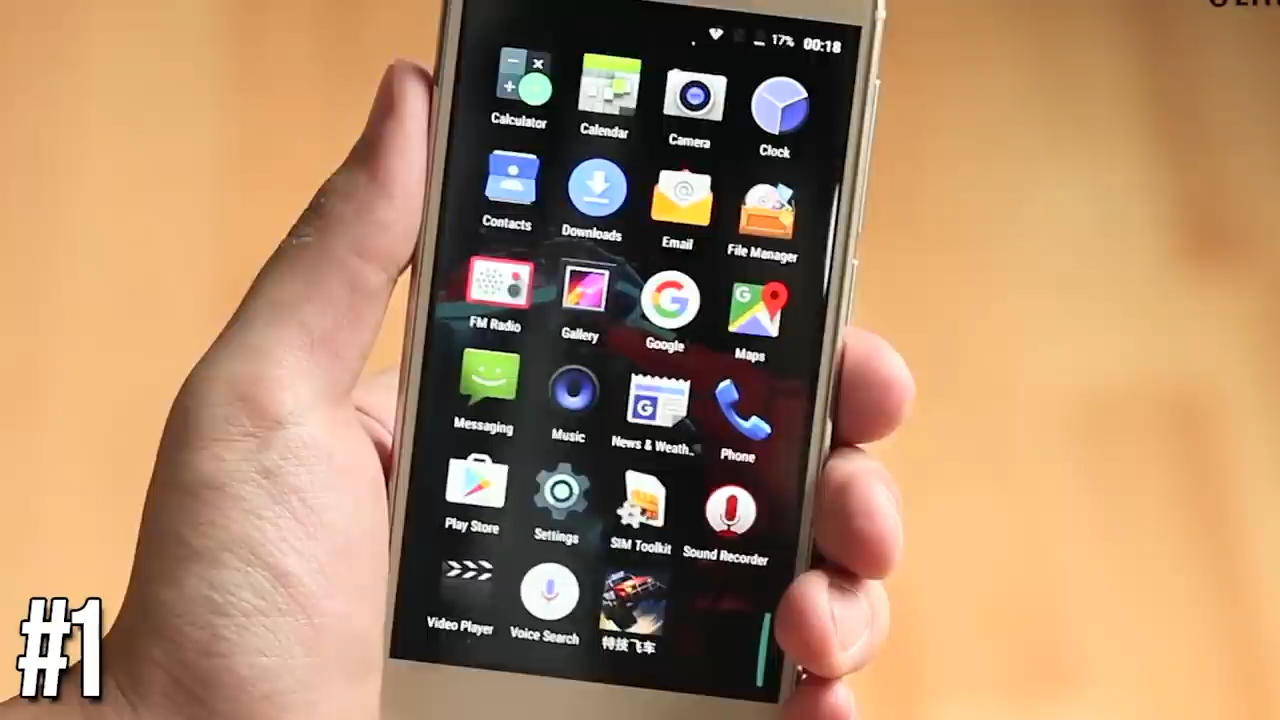 17% 00:18
Calculator Calendar Camera Clock
Contacts Downloads Email File Manager
FM Radio Gallery Google Maps
Messaging Music News & Weath.. Phone
Play Store Settings SIM Toolkit Sound Recorder
Video Player Voice Search 特技飞车
#1